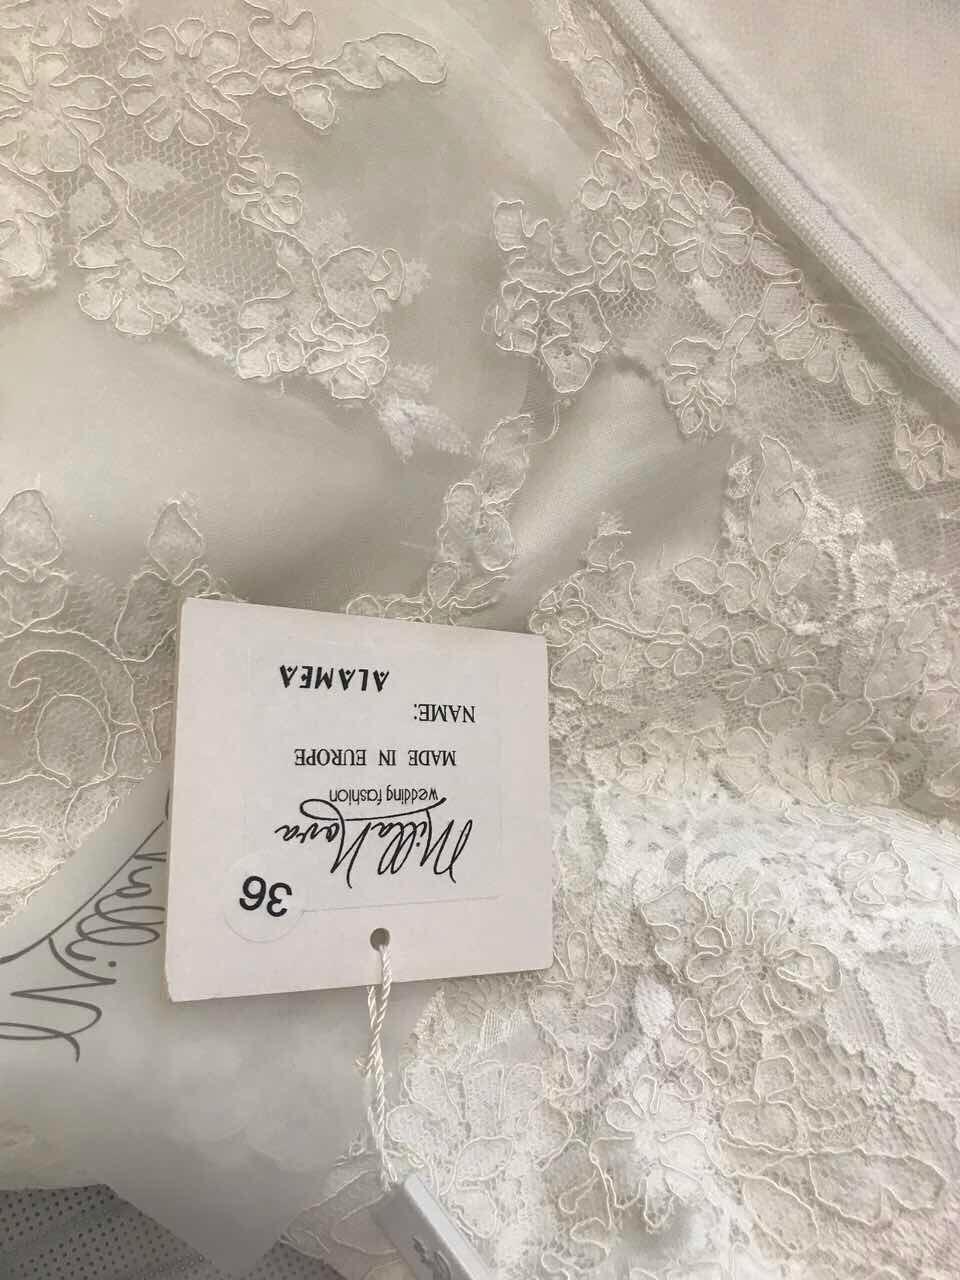 36
Milla Nova
wedding fashion
MADE IN EUROPE
NAME:
ALAMEA